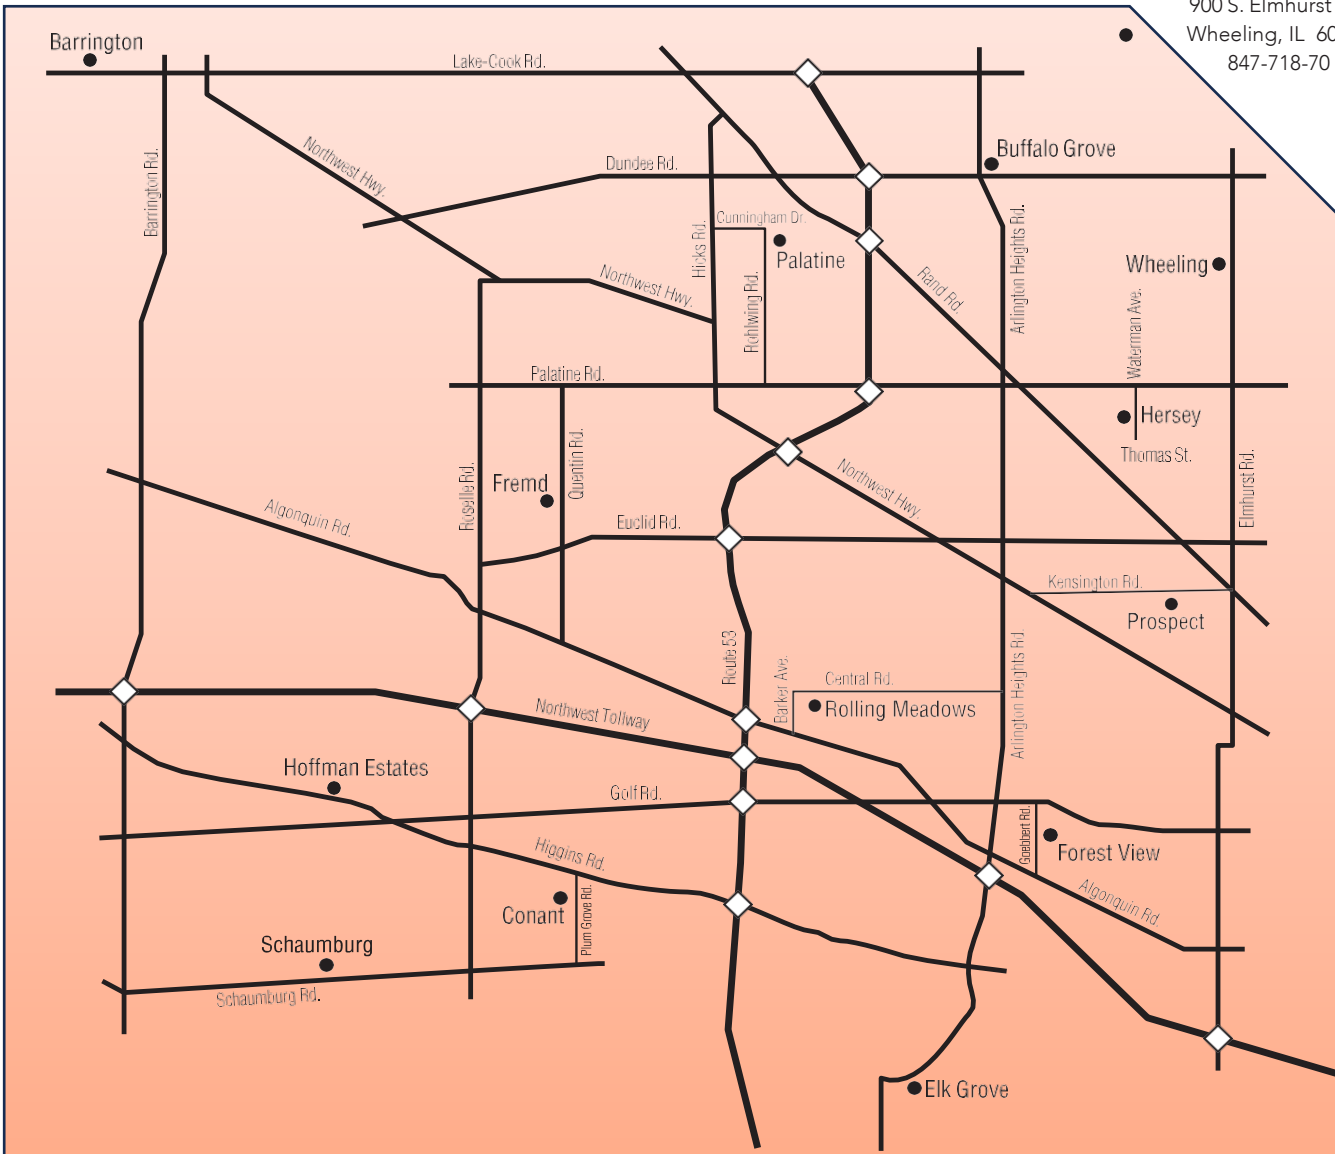 900 S. Elmhurst
Wheeling, IL 60
847-718-70
Barrington
Lake-Cook Rd.
Northwest Hwy.
Barrington Rd.
Dundee Rd.
Buffalo Grove
Cunningham Dr.
Hicks Rd.
Palatine
Rohlwing Rd.
Northwest Hwy.
Rand Rd.
Arlington Heights Rd.
Wheeling
Waterman Ave.
Palatine Rd.
Hersey
Thomas St.
Roselle Rd.
Fremd
Quentin Rd.
Northwest Hwy.
Elmhurst Rd.
Algonquin Rd.
Euclid Rd.
Kensington Rd.
Prospect
Route 53
Barker Ave.
Central Rd.
Rolling Meadows
Arlington Heights Rd.
Northwest Tollway
Hoffman Estates
Golf Rd.
Goebbert Rd.
Forest View
Higgins Rd.
Algonquin Rd.
Conant
Plum Grove Rd.
Schaumburg
Schaumburg Rd.
Elk Grove